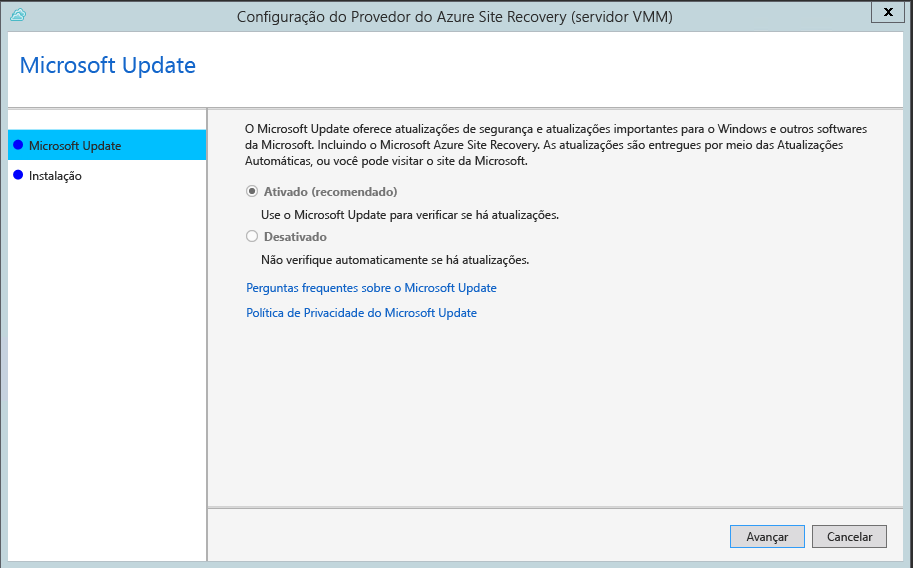 Configuração do Provedor do Azure Site Recovery (servidor VMM)
x
Microsoft Update
Microsoft Update
Instalação
O Microsoft Update oferece atualizações de segurança e atualizações importantes para o Windows e outros softwares
da Microsoft. Incluindo o Microsoft Azure Site Recovery. As atualizações são entregues por meio das Atualizações
Automáticas, ou você pode visitar o site da Microsoft.
Ativado (recomendado)
Use o Microsoft Update para verificar se há atualizações.
Desativado
Não verifique automaticamente se há atualizações.
Perguntas frequentes sobre o Microsoft Update
Política de Privacidade do Microsoft Update
Avançar
Cancelar